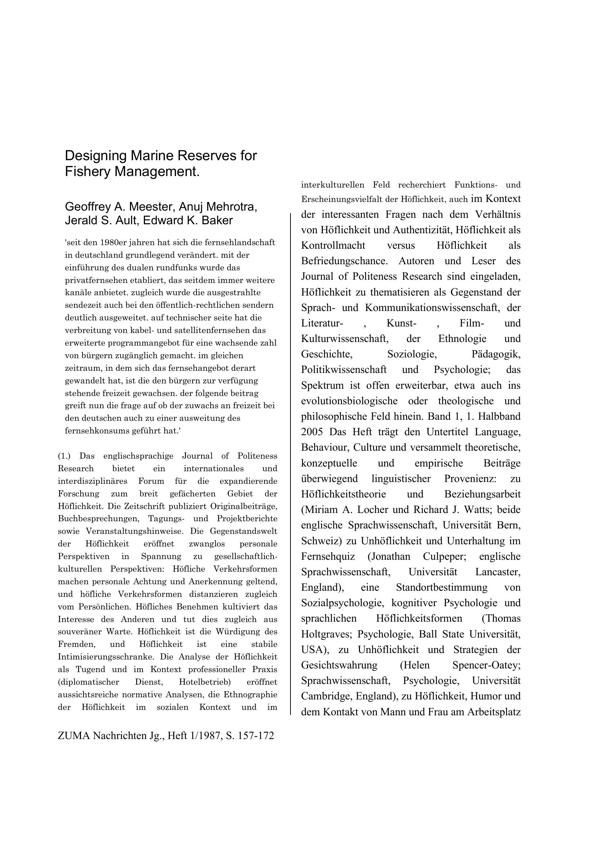 Designing Marine Reserves for
Fishery Management.
Geoffrey A. Meester, Anuj Mehrotra,
Jerald S. Ault, Edward K. Baker
'seit den 1980er jahren hat sich die fernsehlandschaft
in deutschland grundlegend verändert. mit der
einführung des dualen rundfunks wurde das
privatfernsehen etabliert, das seitdem immer weitere
kanäle anbietet. zugleich wurde die ausgestrahlte
sendezeit auch bei den öffentlich-rechtlichen sendern
deutlich ausgeweitet. auf technischer seite hat die
verbreitung von kabel- und satellitenfernsehen das
erweiterte programmangebot für eine wachsende zahl
von bürgern zugänglich gemacht. im gleichen
zeitraum, in dem sich das fernsehangebot derart
gewandelt hat, ist die den bürgern zur verfügung
stehende freizeit gewachsen. der folgende beitrag
greift nun die frage auf ob der zuwachs an freizeit bei
den deutschen auch zu einer ausweitung des
fernsehkonsums geführt hat.'
(1.) Das englischsprachige Journal of Politeness
Research bietet ein internationales und
interdisziplinäres Forum für die expandierende
Forschung zum breit gefächerten Gebiet der
Höflichkeit. Die Zeitschrift publiziert Originalbeiträge,
Buchbesprechungen, Tagungs- und Projektberichte
sowie Veranstaltungshinweise. Die Gegenstandswelt
der Höflichkeit eröffnet zwanglos personale
Perspektiven in Spannung zu gesellschaftlich-
kulturellen Perspektiven: Höfliche Verkehrsformen
machen personale Achtung und Anerkennung geltend,
und höfliche Verkehrsformen distanzieren zugleich
vom Persönlichen. Höfliches Benehmen kultiviert das
Interesse des Anderen und tut dies zugleich aus
souveräner Warte. Höflichkeit ist die Würdigung des
Fremden, und Höflichkeit ist eine stabile
Intimisierungsschranke. Die Analyse der Höflichkeit
als Tugend und im Kontext professioneller Praxis
(diplomatischer Dienst, Hotelbetrieb) eröffnet
aussichtsreiche normative Analysen, die Ethnographie
der Höflichkeit im sozialen Kontext und im
interkulturellen Feld recherchiert Funktions- und
Erscheinungsvielfalt der Höflichkeit, auch im Kontext
der interessanten Fragen nach dem Verhältnis
von Höflichkeit und Authentizität, Höflichkeit als
Kontrollmacht versus Höflichkeit als
Befriedungschance. Autoren und Leser des
Journal of Politeness Research sind eingeladen,
Höflichkeit zu thematisieren als Gegenstand der
Sprach- und Kommunikationswissenschaft, der
Literatur- , Kunst- , Film- und
Kulturwissenschaft, der Ethnologie und
Geschichte, Soziologie, Pädagogik,
Politikwissenschaft und Psychologie; das
Spektrum ist offen erweiterbar, etwa auch ins
evolutionsbiologische oder theologische und
philosophische Feld hinein. Band 1, 1. Halbband
2005 Das Heft trägt den Untertitel Language,
Behaviour, Culture und versammelt theoretische,
konzeptuelle und empirische Beiträge
überwiegend linguistischer Provenienz: zu
Höflichkeitstheorie und Beziehungsarbeit
(Miriam A. Locher und Richard J. Watts; beide
englische Sprachwissenschaft, Universität Bern,
Schweiz) zu Unhöflichkeit und Unterhaltung im
Fernsehquiz (Jonathan Culpeper; englische
Sprachwissenschaft, Universität Lancaster,
England), eine Standortbestimmung von
Sozialpsychologie, kognitiver Psychologie und
sprachlichen Höflichkeitsformen (Thomas
Holtgraves; Psychologie, Ball State Universität,
USA), zu Unhöflichkeit und Strategien der
Gesichtswahrung (Helen Spencer-Oatey;
Sprachwissenschaft, Psychologie, Universität
Cambridge, England), zu Höflichkeit, Humor und
dem Kontakt von Mann und Frau am Arbeitsplatz
ZUMA Nachrichten Jg., Heft 1/1987, S. 157-172